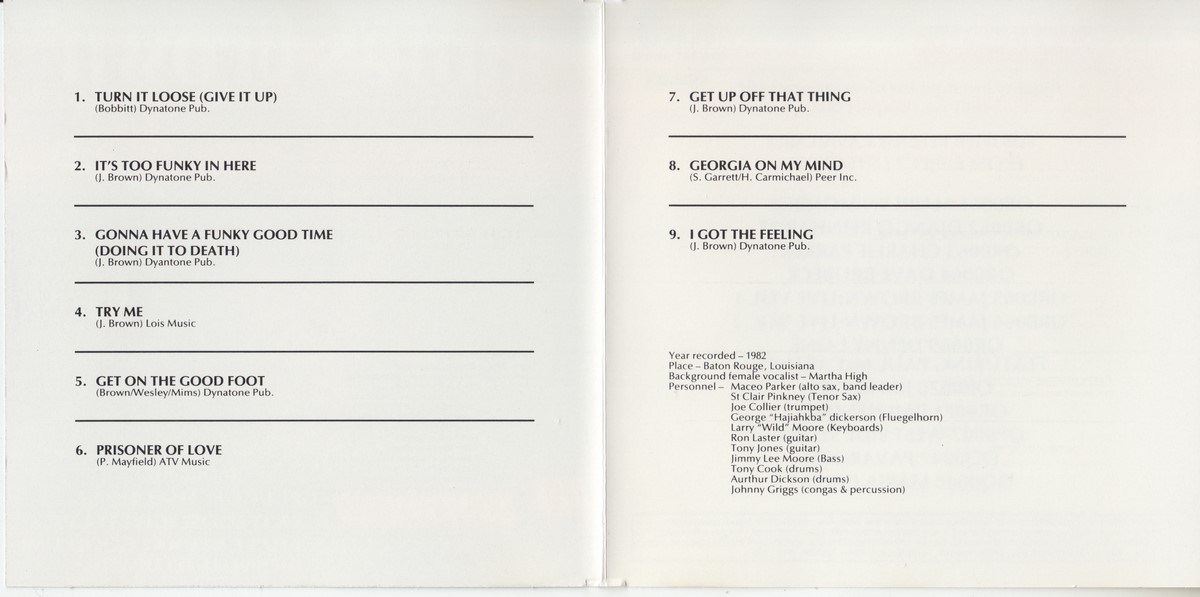 1. TURN IT LOOSE (GIVE IT UP)
(Bobbitt) Dynatone Pub.
2. IT'S TOO FUNKY IN HERE
(J. Brown) Dynatone Pub.
3. GONNA HAVE A FUNKY GOOD TIME
(DOING IT TO DEATH)
(J. Brown) Dyantone Pub.
4. TRY ME
(J. Brown) Lois Music
5. GET ON THE GOOD FOOT
(Brown/Wesley/Mims) Dynatone Pub.
6. PRISONER OF LOVE
(P. Mayfield) ATV Music
7. GET UP OFF THAT THING
(J. Brown) Dynatone Pub.
8. GEORGIA ON MY MIND
(S. Garrett/H. Carmichael) Peer Inc.
9. I GOT THE FEELING
(J. Brown) Dynatone Pub.
Year recorded – 1982
Place – Baton Rouge, Louisiana
Background female vocalist – Martha High
Personnel – Maceo Parker (alto sax, band leader)
St Clair Pinkney (Tenor Sax)
Joe Collier (trumpet)
George "Hajiahkba" dickerson (Fluegelhorn)
Larry "Wild" Moore (Keyboards)
Ron Laster (guitar)
Tony Jones (guitar)
Jimmy Lee Moore (Bass)
Tony Cook (drums)
Aurthur Dickson (drums)
Johnny Griggs (congas & percussion)